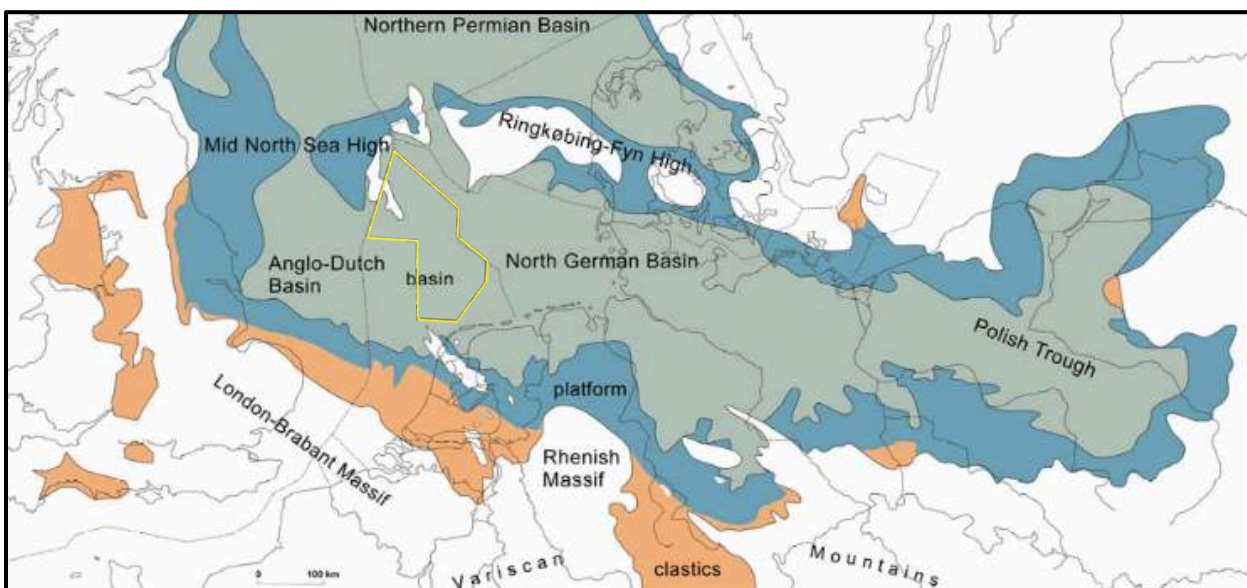 Northern Permian Basin
Mid North Sea High
Ringkøbing-Fyn High
Anglo-Dutch
Basin
basin
North German Basin
Polish Trough
platform
London-Brabant Massif
Rhenish
Massif
clastics
Variscan
Mountains
0 100 km